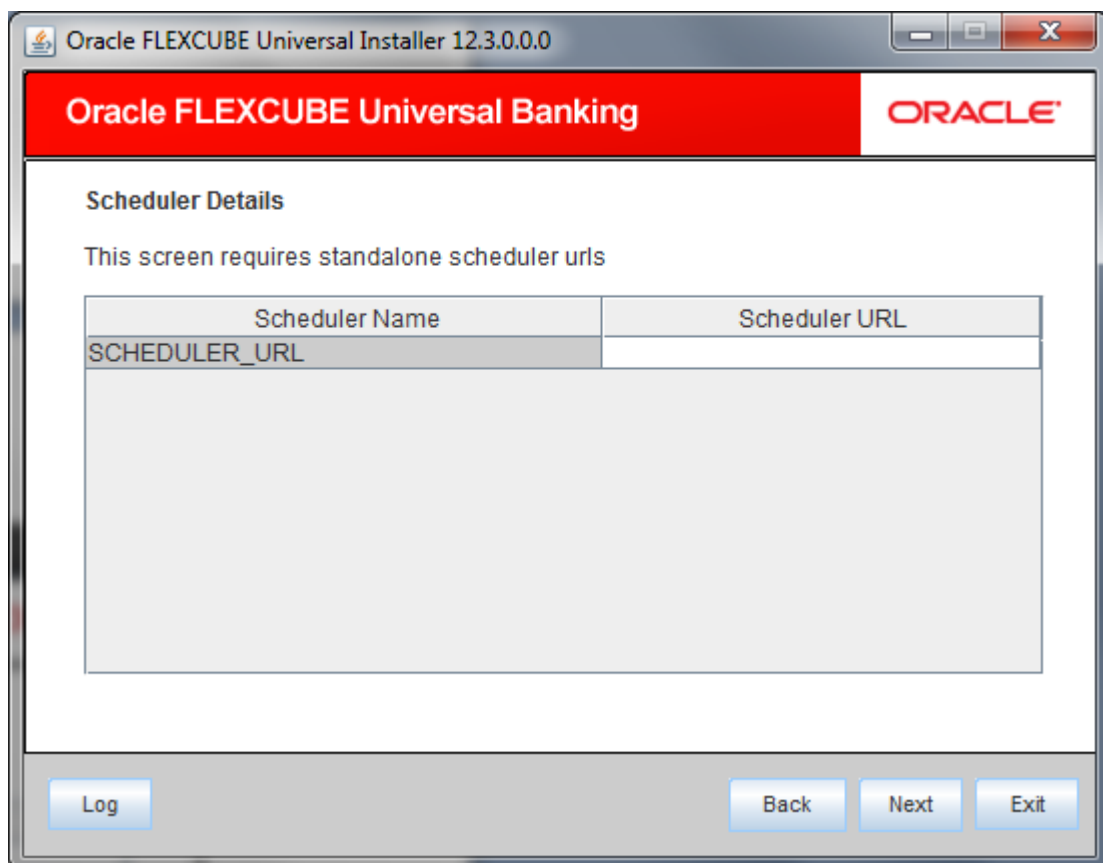 Oracle FLEXCUBE Universal Installer 12.3.0.0.0
Oracle FLEXCUBE Universal Banking
ORACLE
Scheduler Details
This screen requires standalone scheduler urls
Scheduler Name Scheduler URL
SCHEDULER_URL
Log Back Next Exit